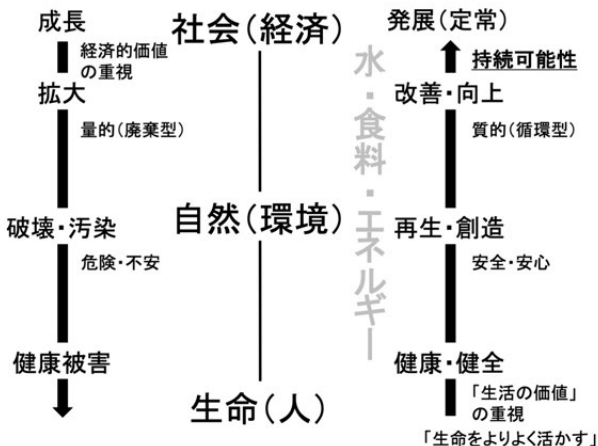 成長
経済的価値
の重視
拡大
量的(廃棄型)
破壊・汚染
危険・不安
健康被害
社会(経済)
自然(環境)
生命(人)
水・食料・エネルギー
発展(定常)
持続可能性
改善・向上
質的(循環型)
再生・創造
安全・安心
健康・健全
「生活の価値」
の重視
「生命をよりよく活かす」